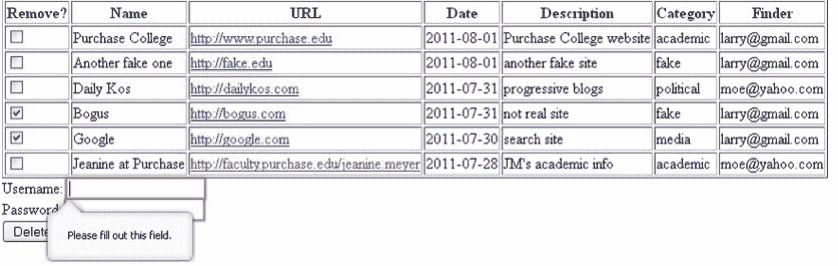 Remove? Name URL Date Description Category Finder
Purchase College http://www.purchase.edu 2011-08-01 Purchase College website academic larry@gmail.com
Another fake one http://fake.edu 2011-08-01 another fake site fake larry@gmail.com
Daily Kos http://dailykos.com 2011-07-31 progressive blogs political moe@yahoo.com
Bogus http://bogus.com 2011-07-31 not real site fake larry@gmail.com
Google http://google.com 2011-07-30 search site media larry@gmail.com
Jeanine at Purchase http://faculty.purchase.edu/jeanine.meyer 2011-07-28 JM's academic info academic moe@yahoo.com
Username:
Password
Delete
Please fill out this field.